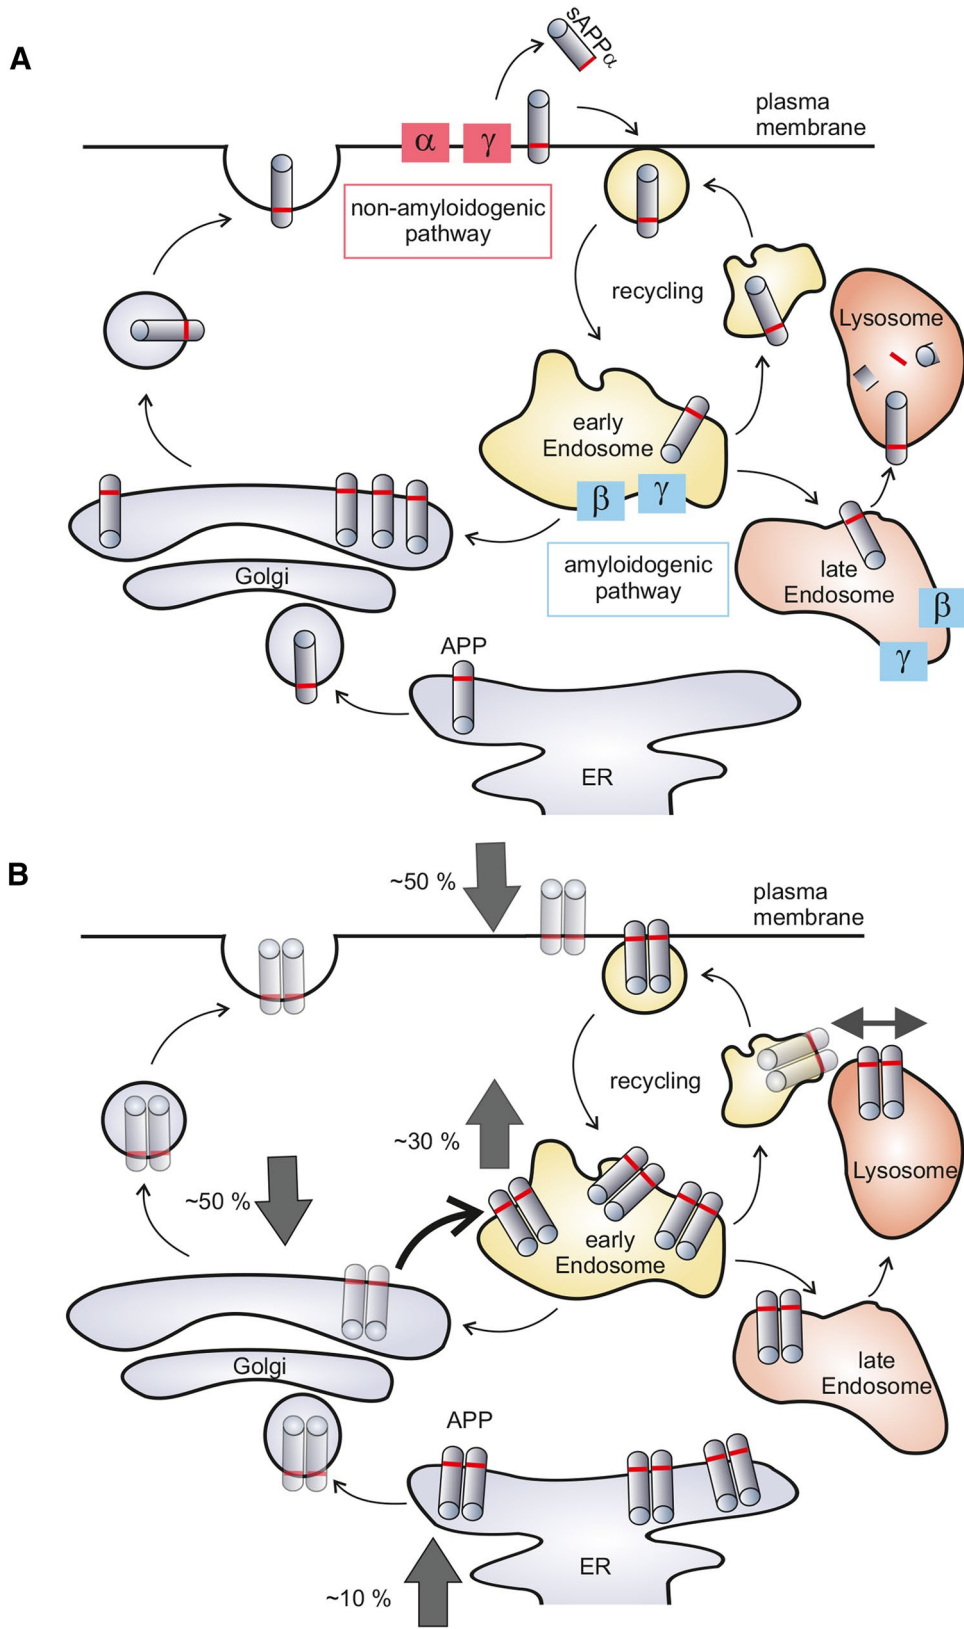 A
sAPPα
plasma
membrane
α
γ
non-amyloidogenic
pathway
recycling
Lysosome
early
Endosome
β
γ
amyloidogenic
pathway
late
Endosome
β
γ
Golgi
APP
ER
B
~50 %
plasma
membrane
recycling
~30 %
~50 %
Lysosome
early
Endosome
Golgi
late
Endosome
APP
ER
~10 %